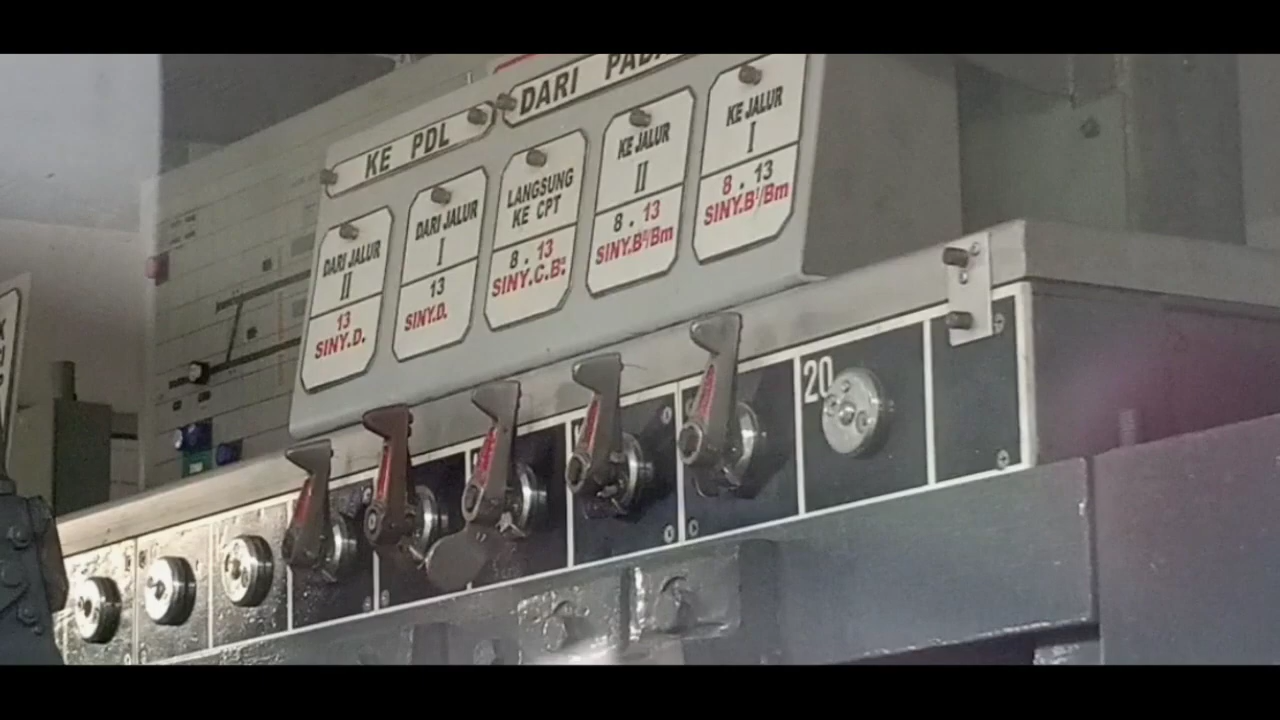 KE PDL
DARI
DARI JALUR
II
13
SINY.D.
DARI JALUR
I
13
SINY.D.
LANGSUNG
KE CPT
8 . 13
SINY.C.B
KE JALUR
II
8 . 13
SINY.B /Bm
KE JALUR
I
8 . 13
SINY.B /Bm
20